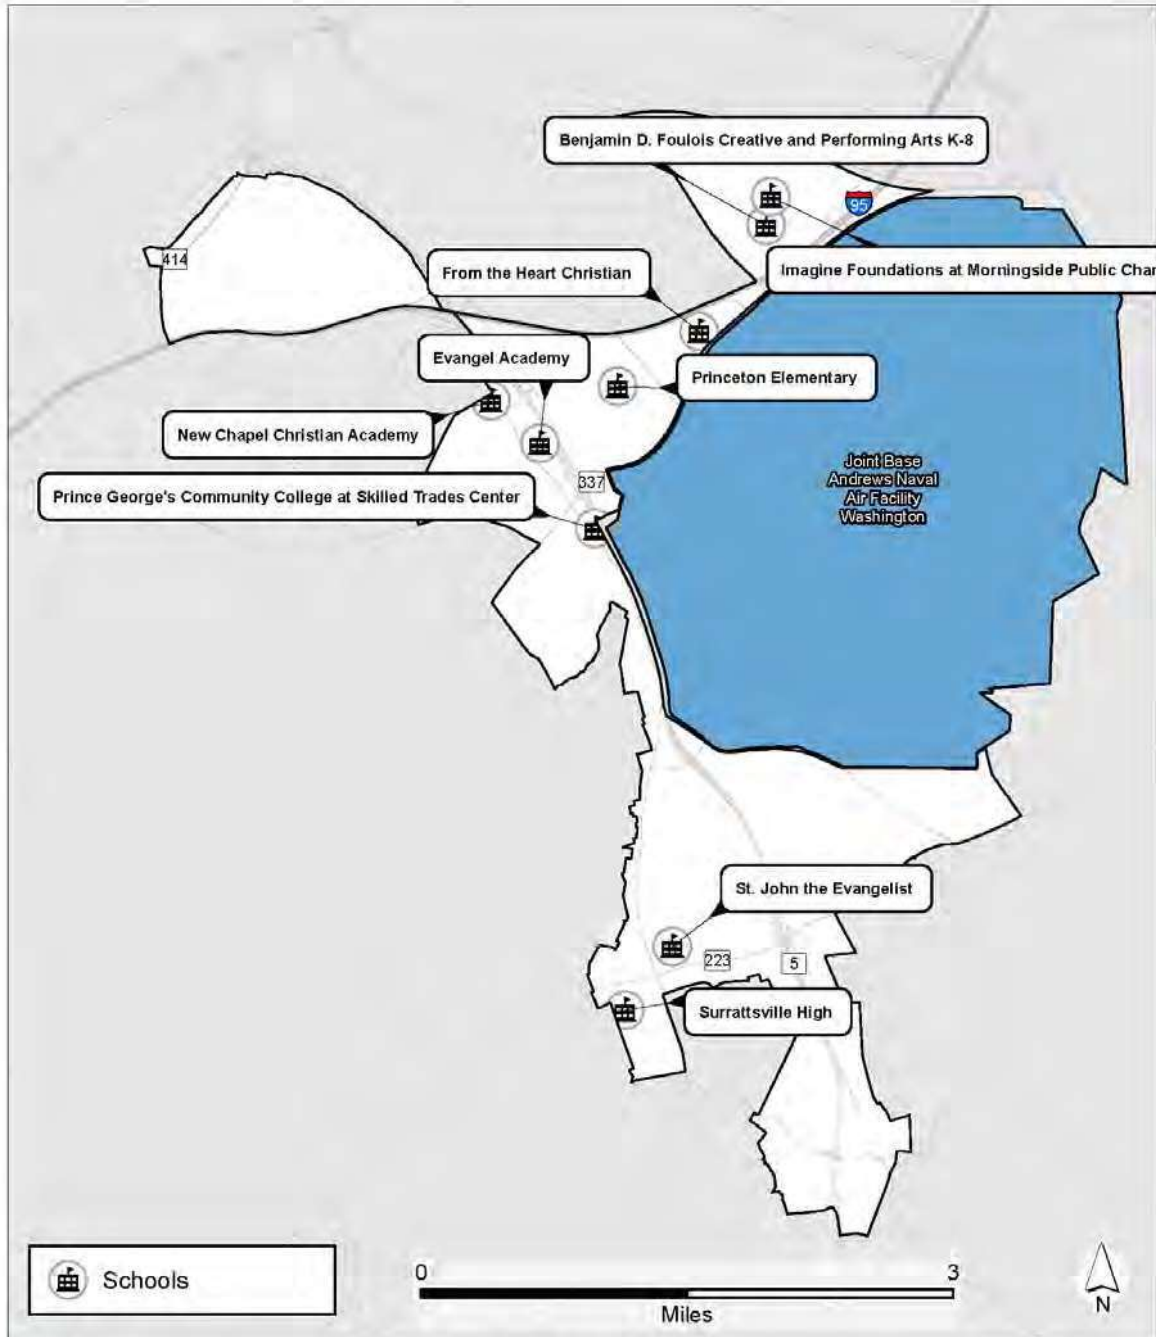 Benjamin D. Foulois Creative and Performing Arts K-8
95
414
From the Heart Christian
Imagine Foundations at Morningside Public Char
Evangel Academy
Princeton Elementary
New Chapel Christian Academy
Joint Base
Andrews Naval
Air Facility
Washington
337
Prince George's Community College at Skilled Trades Center
St. John the Evangelist
223
5
Surrattsville High
Schools
0
3
Miles
N